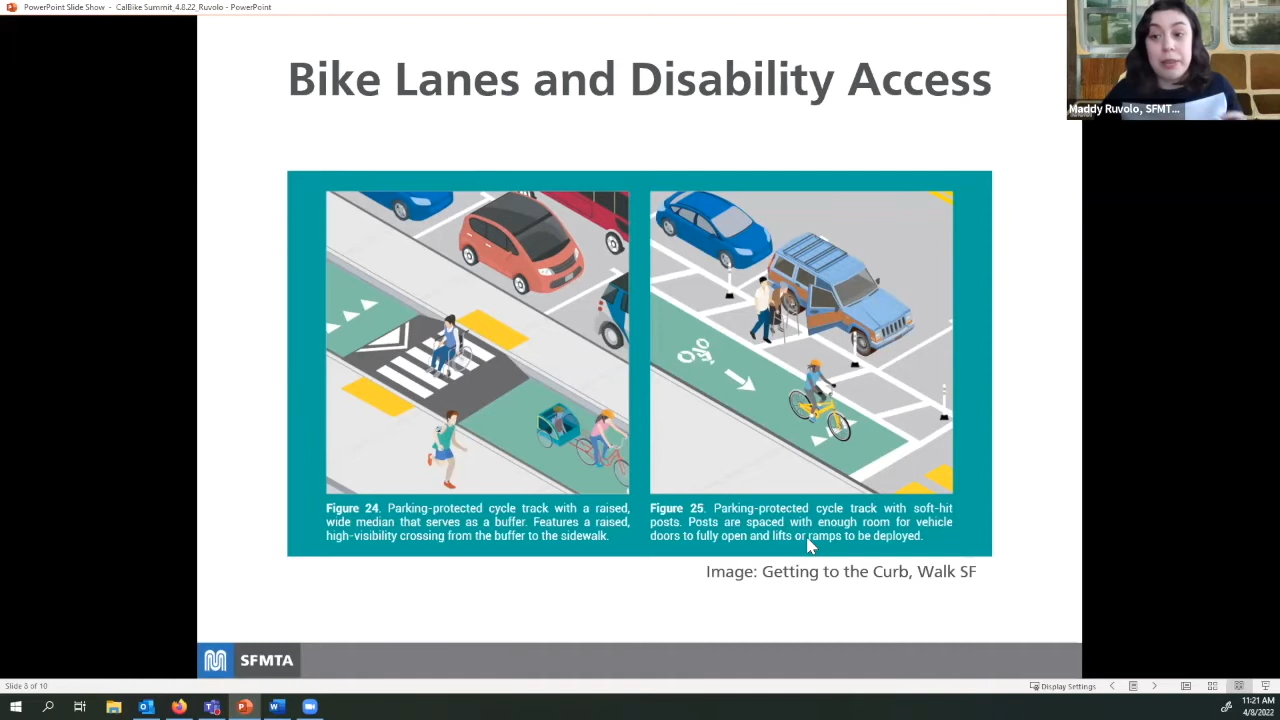 PowerPoint Slide Show - CalBike Summit_4.8.22_Ruvolo - PowerPoint
Maddy Ruvolo, SFMT...
Bike Lanes and Disability Access
Figure 24. Parking-protected cycle track with a raised,
wide median that serves as a buffer. Features a raised,
high-visibility crossing from the buffer to the sidewalk.
Figure 25. Parking-protected cycle track with soft-hit
posts. Posts are spaced with enough room for vehicle
doors to fully open and lifts or ramps to be deployed.
Image: Getting to the Curb, Walk SF
SFMTA
Slide 8 of 10
Display Settings
11:21 AM
4/8/2022